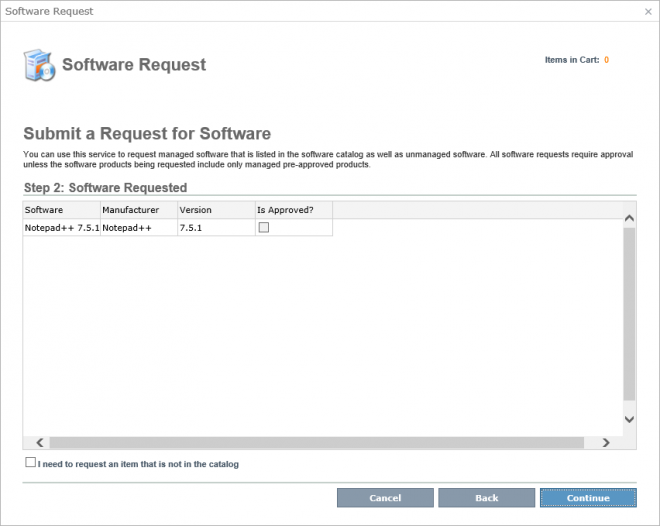 Software Request
Software Request
Items in Cart: 0
Submit a Request for Software
You can use this service to request managed software that is listed in the software catalog as well as unmanaged software. All software requests require approval
unless the software products being requested include only managed pre-approved products.
Step 2: Software Requested
Software Manufacturer Version Is Approved?
Notepad++ 7.5.1 Notepad++ 7.5.1
I need to request an item that is not in the catalog
Cancel Back Continue